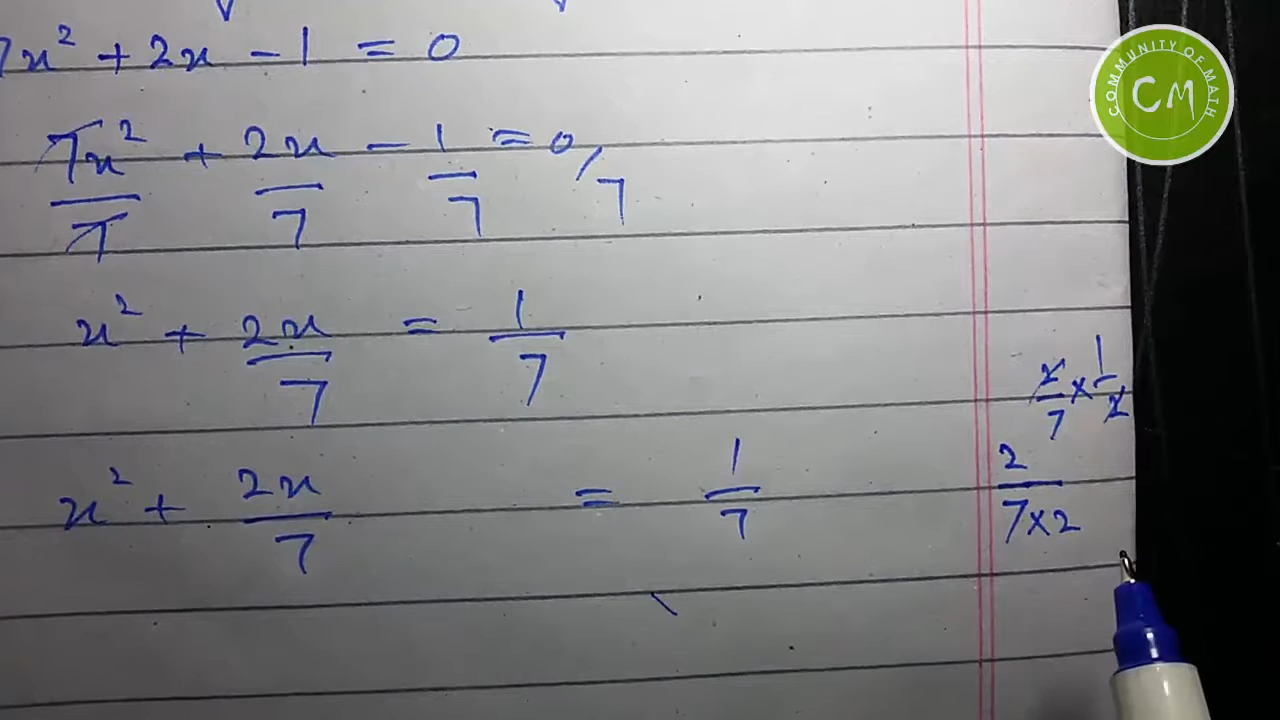 7x² + 2x - 1 = 0
7x²/7 + 2x/7 - 1/7 = 0/7
x² + 2x/7 = 1/7
x² + 2x/7 = 1/7
2/7 × 1/2
2/7×2
COMMUNITY OF MATH
CM